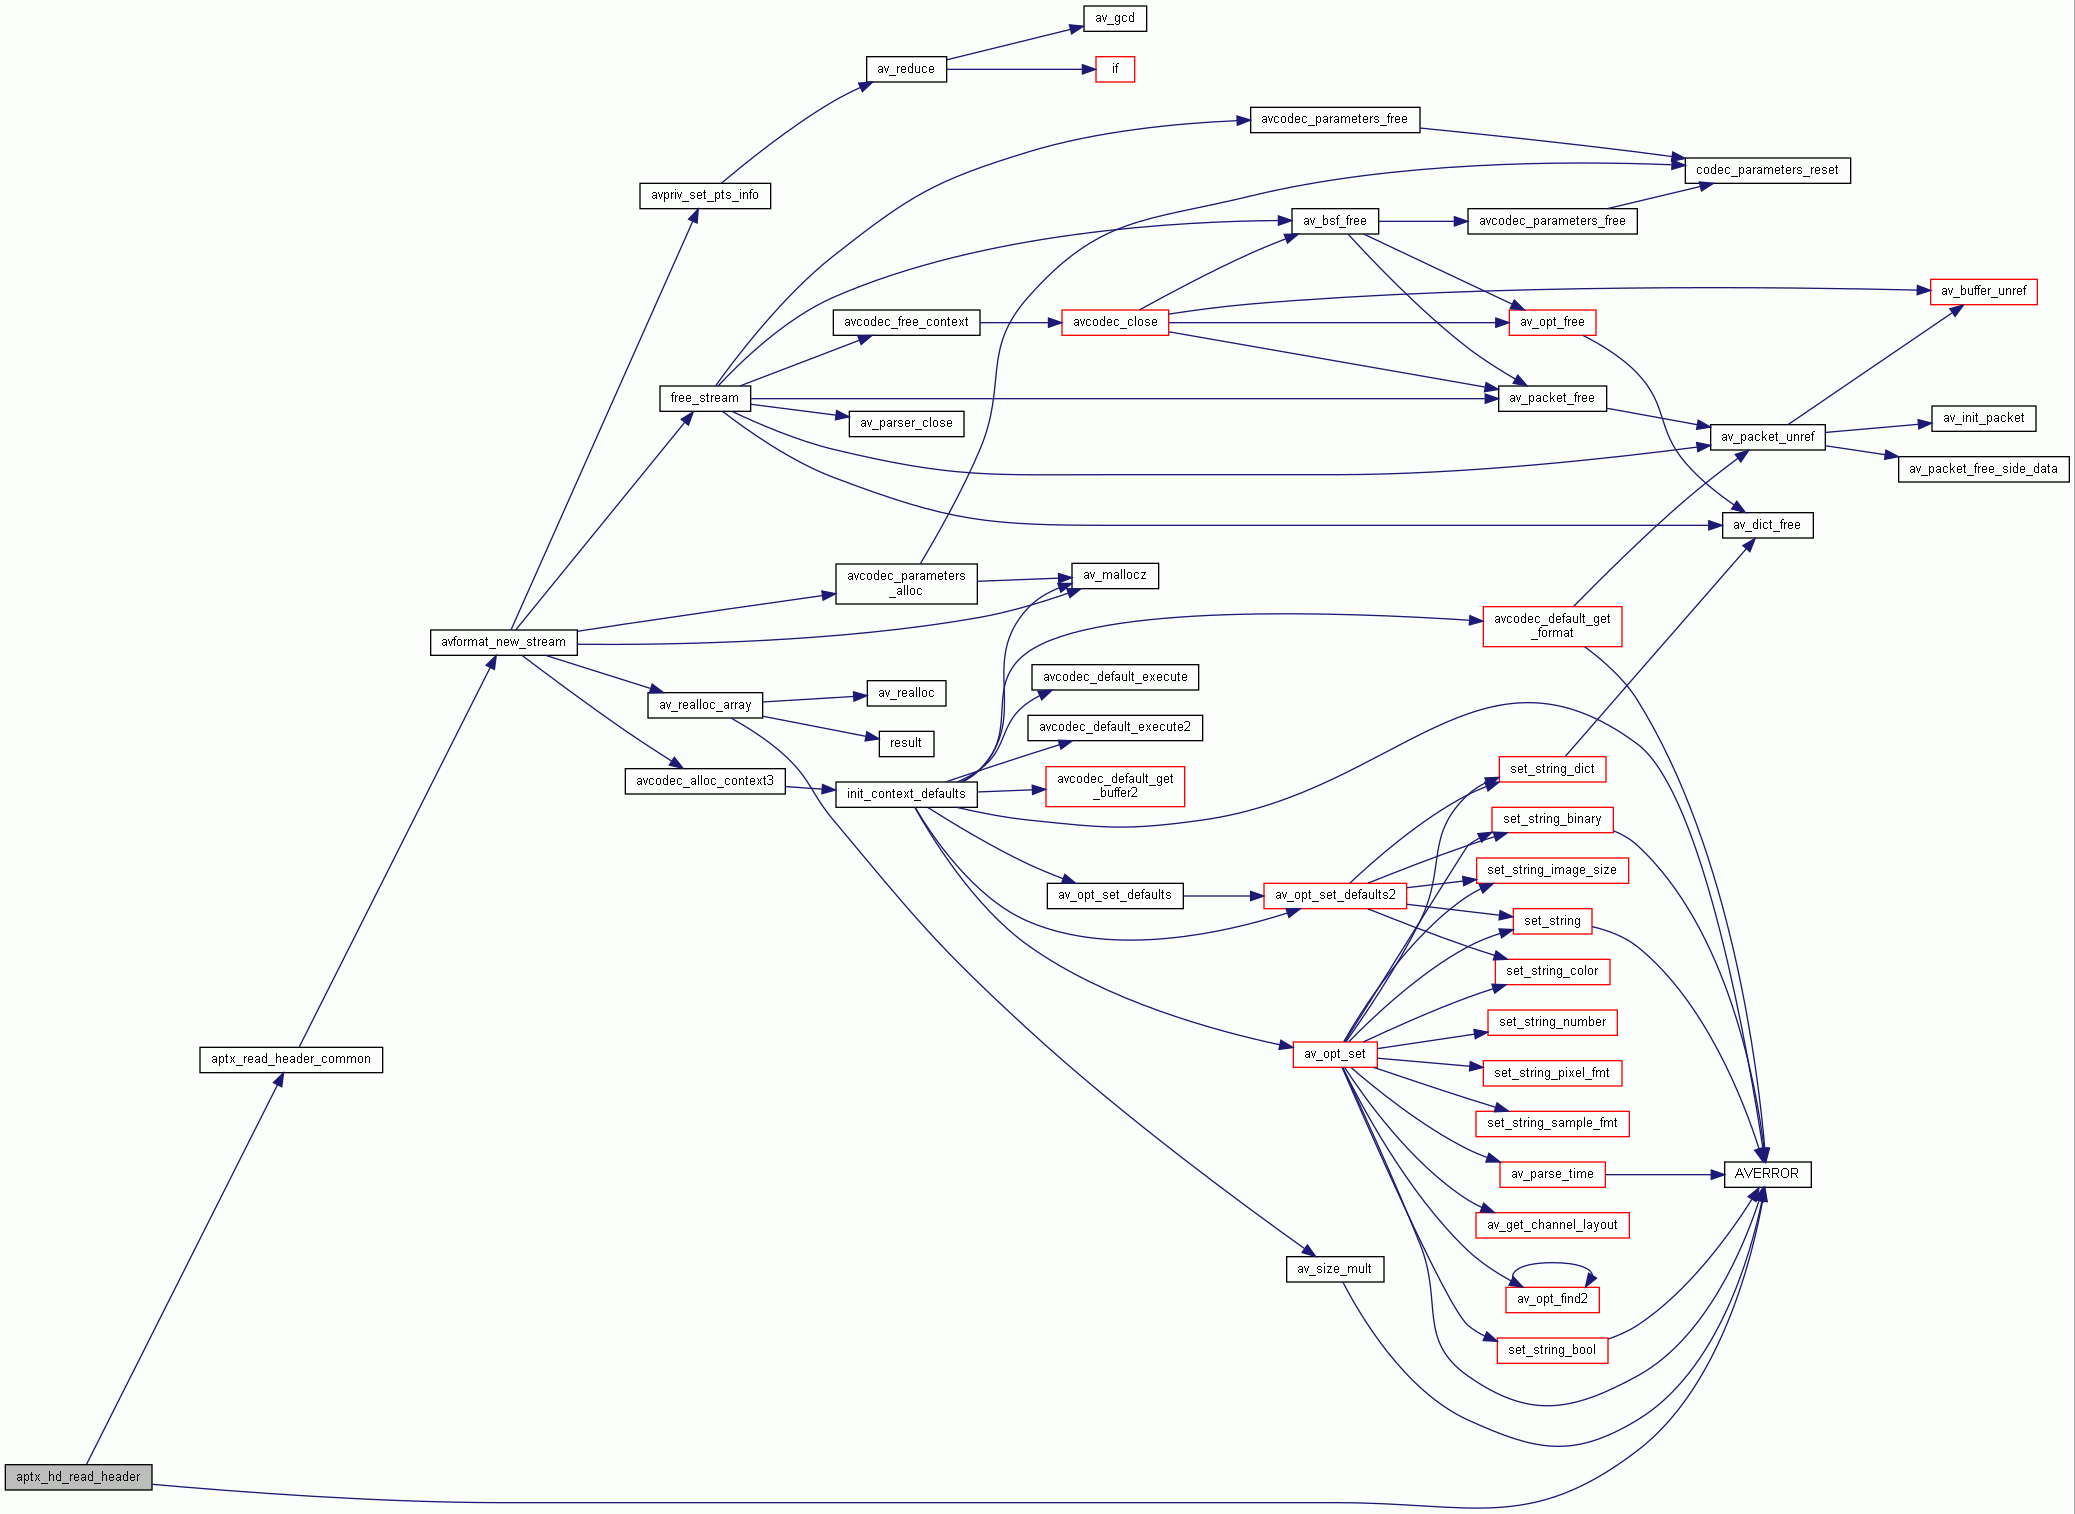 av_gcd
av_reduce
if
avcodec_parameters_free
codec_parameters_reset
avpriv_set_pts_info
av_bsf_free
avcodec_parameters_free
av_buffer_unref
avcodec_free_context
avcodec_close
av_opt_free
free_stream
av_packet_free
av_parser_close
av_init_packet
av_packet_unref
av_packet_free_side_data
av_dict_free
avcodec_parameters
_alloc
av_mallocz
avcodec_default_get
_format
avformat_new_stream
avcodec_default_execute
av_realloc
av_realloc_array
avcodec_default_execute2
result
set_string_dict
avcodec_alloc_context3
avcodec_default_get
_buffer2
init_context_defaults
set_string_binary
set_string_image_size
av_opt_set_defaults
av_opt_set_defaults2
set_string
set_string_color
set_string_number
av_opt_set
aptx_read_header_common
set_string_pixel_fmt
set_string_sample_fmt
av_parse_time
AVERROR
av_get_channel_layout
av_size_mult
av_opt_find2
set_string_bool
aptx_hd_read_header